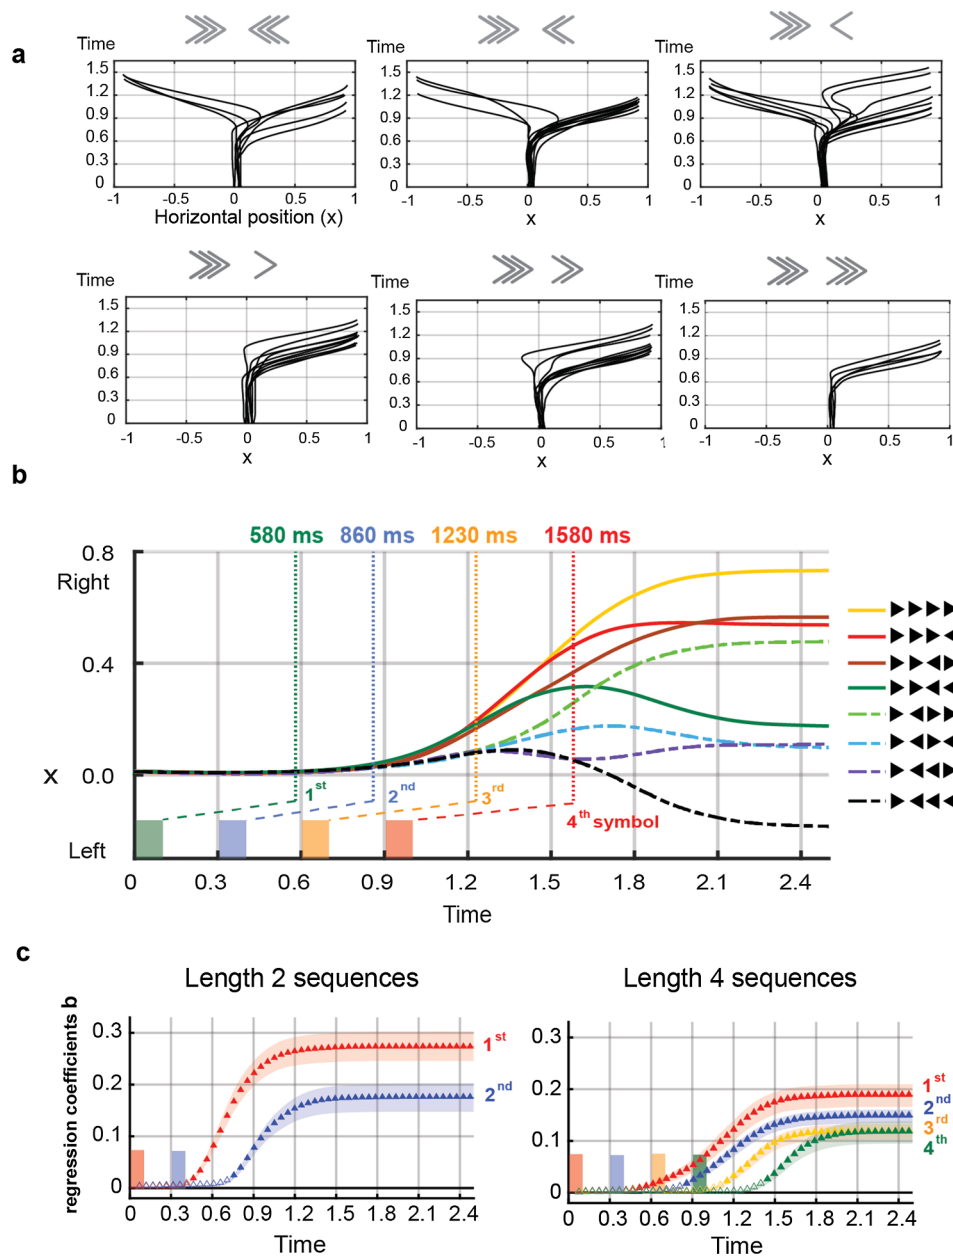 a
Time
1.5
1.2
0.9
0.6
0.3
0
-1 -0.5 0 0.5 1
Horizontal position (x)
Time
1.5
1.2
0.9
0.6
0.3
0
-1 -0.5 0 0.5 1
x
Time
1.5
1.2
0.9
0.6
0.3
0
-1 -0.5 0 0.5 1
x
Time
1.5
1.2
0.9
0.6
0.3
0
-1 -0.5 0 0.5 1
x
Time
1.5
1.2
0.9
0.6
0.3
0
-1 -0.5 0 0.5
x
Time
1.5
1.2
0.9
0.6
0.3
0
-1 -0.5 0 0.5 1
x
b
580 ms 860 ms 1230 ms 1580 ms
0.8
Right
0.4
x 0.0
Left
1st 2nd 3rd
4th symbol
0 0.3 0.6 0.9 1.2 1.5 1.8 2.1 2.4
Time
c
Length 2 sequences
regression coefficients b
0.3
0.2
0.1
0
1st
2nd
0 0.3 0.6 0.9 1.2 1.5 1.8 2.1 2.4
Time
Length 4 sequences
0.3
0.2
0.1
0
1st
2nd
3rd
4th
0 0.3 0.6 0.9 1.2 1.5 1.8 2.1 2.4
Time